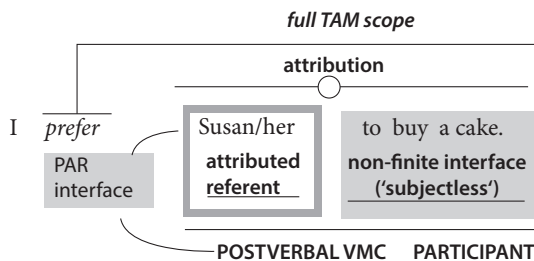 full TAM scope
attribution
I prefer Susan/her to buy a cake.
PAR interface
attributed referent
non-finite interface ('subjectless‘)
POSTVERBAL VMC PARTICIPANT